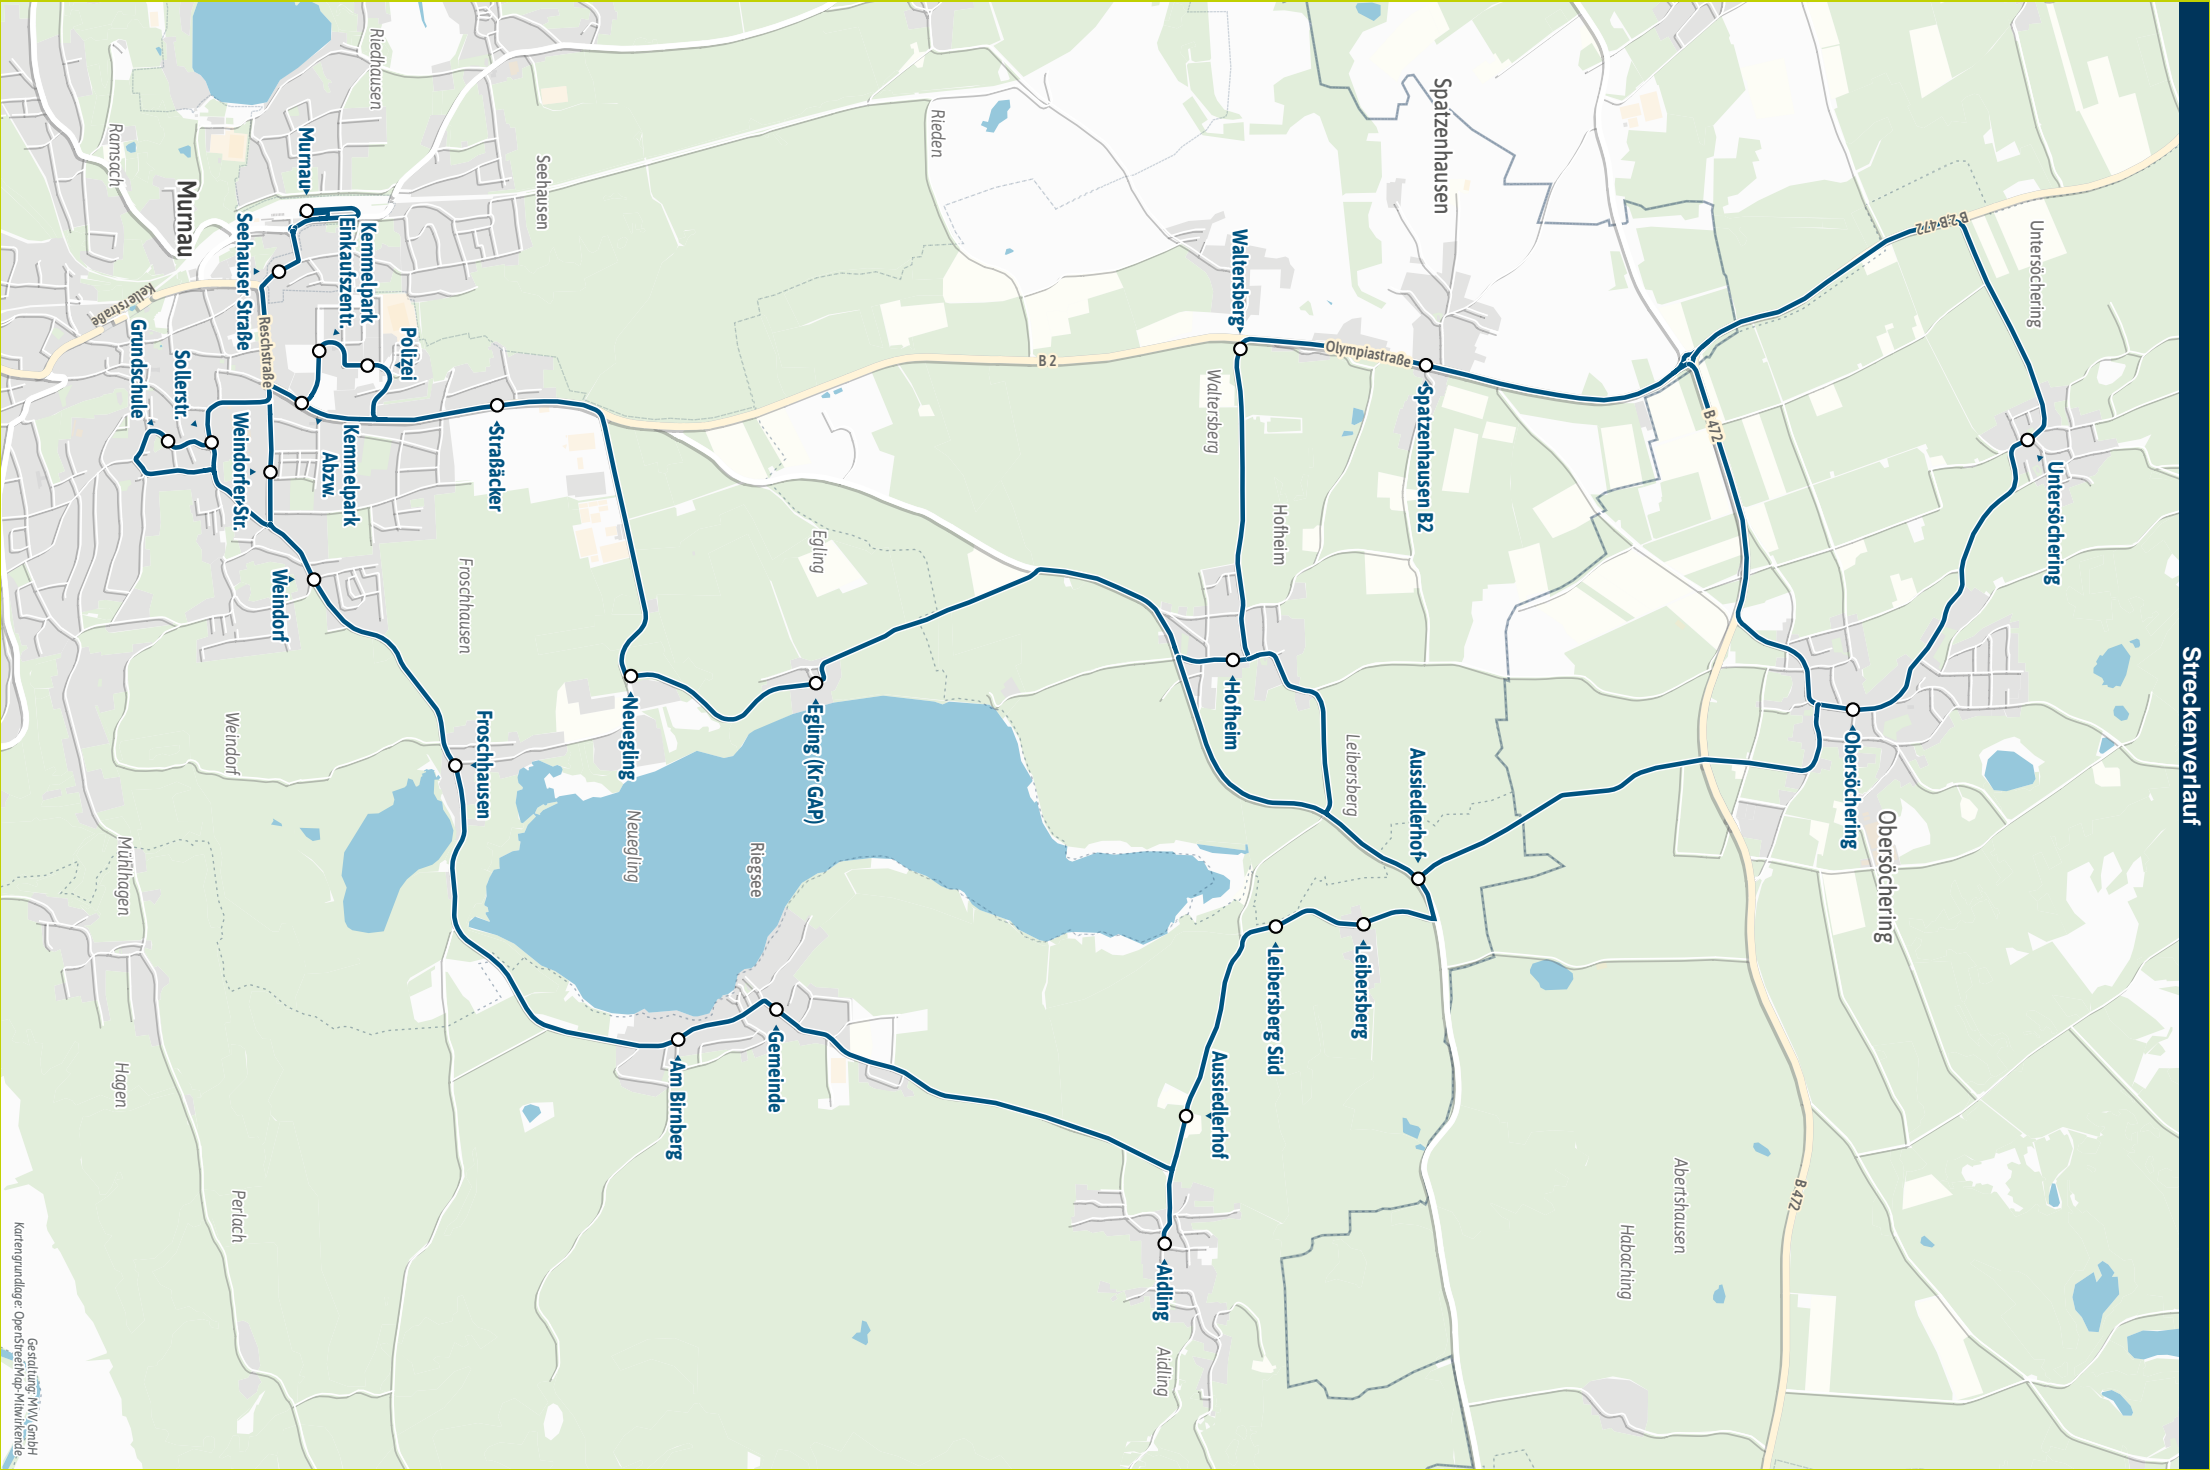 Streckenverlauf
Untersöchering
Untersöchering
B 2,B 472
Obersöchering
Obersöchering
B 472
B 472
Abertshausen
Habaching
Spatzenhausen
Spatzenhausen B2
Olympiastraße
Aussiedlerhof
Leibersberg
Leibersberg
Leibersberg Süd
Waltersberg
Waltersberg
Hofheim
Hofheim
Aussiedlerhof
Aidling
Aidling
B 2
Rieden
Egling
Egling (Kr GAP)
Riegsee
Gemeinde
Am Birnberg
Neuegling
Neuegling
Seehausen
Straßäcker
Froschhausen
Froschhausen
Riedhausen
Polizei
Kemmelpark
Einkaufszentr.
Kemmelpark
Abzw.
Murnau
Murnau
Seehauser Straße
Reschstraße
Weindorfer Str.
Weindorf
Weindorf
Sollerstr.
Grundschule
Kellerstraße
Ramsach
Mühlhagen
Hagen
Perlach
Gestaltung: MVV GmbH
Kartengrundlage: OpenStreetMap-Mitwirkende